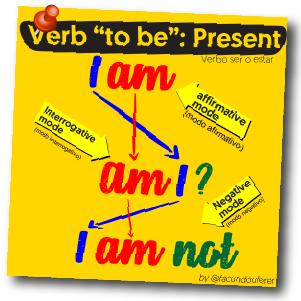 Verb “to be”: Present
Verbo ser o estar
I am
affirmative
mode
(modo afirmativo)
Interrogative
mode
(modo interrogativo)
am I ?
Negative
mode
(modo negativo)
I am not
by @facundouferer